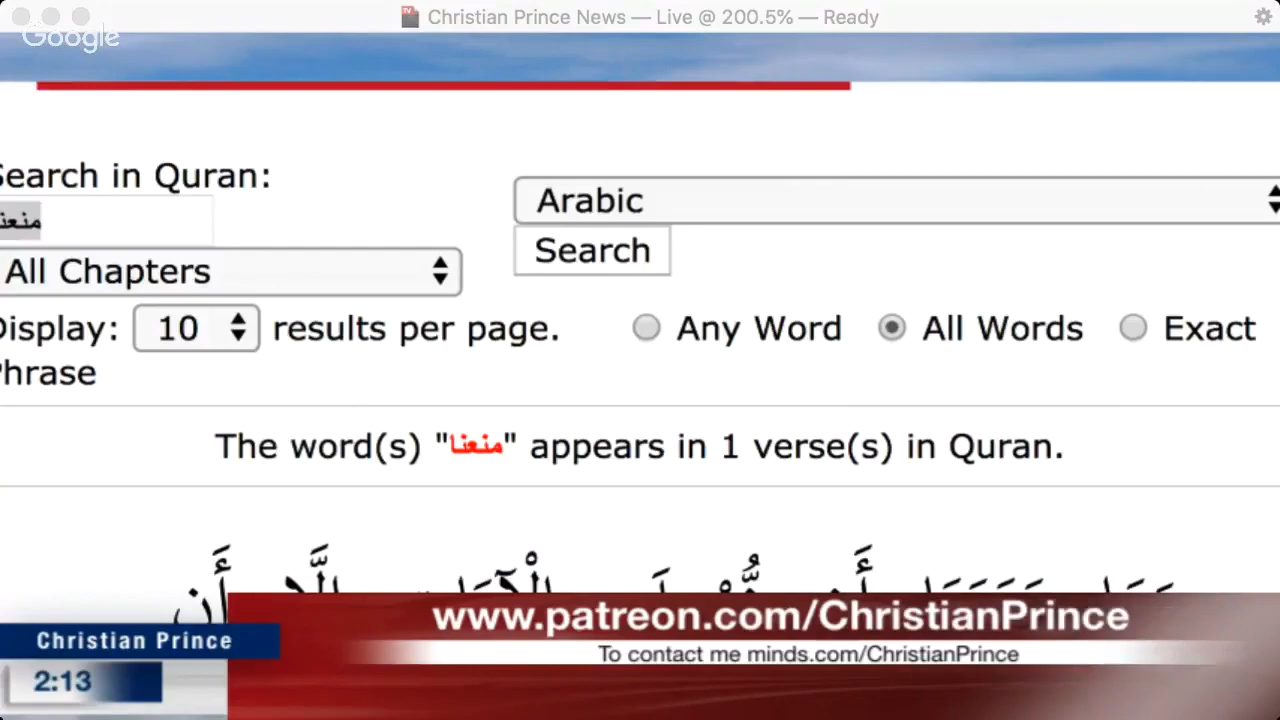 Christian Prince News — Live @ 200.5% — Ready
Google
Search in Quran:
Arabic
Search
All Chapters
Display: 10 results per page. Any Word All Words Exact
Phrase
The word(s) "منعنا" appears in 1 verse(s) in Quran.
www.patreon.com/ChristianPrince
To contact me minds.com/ChristianPrince
Christian Prince
2:13